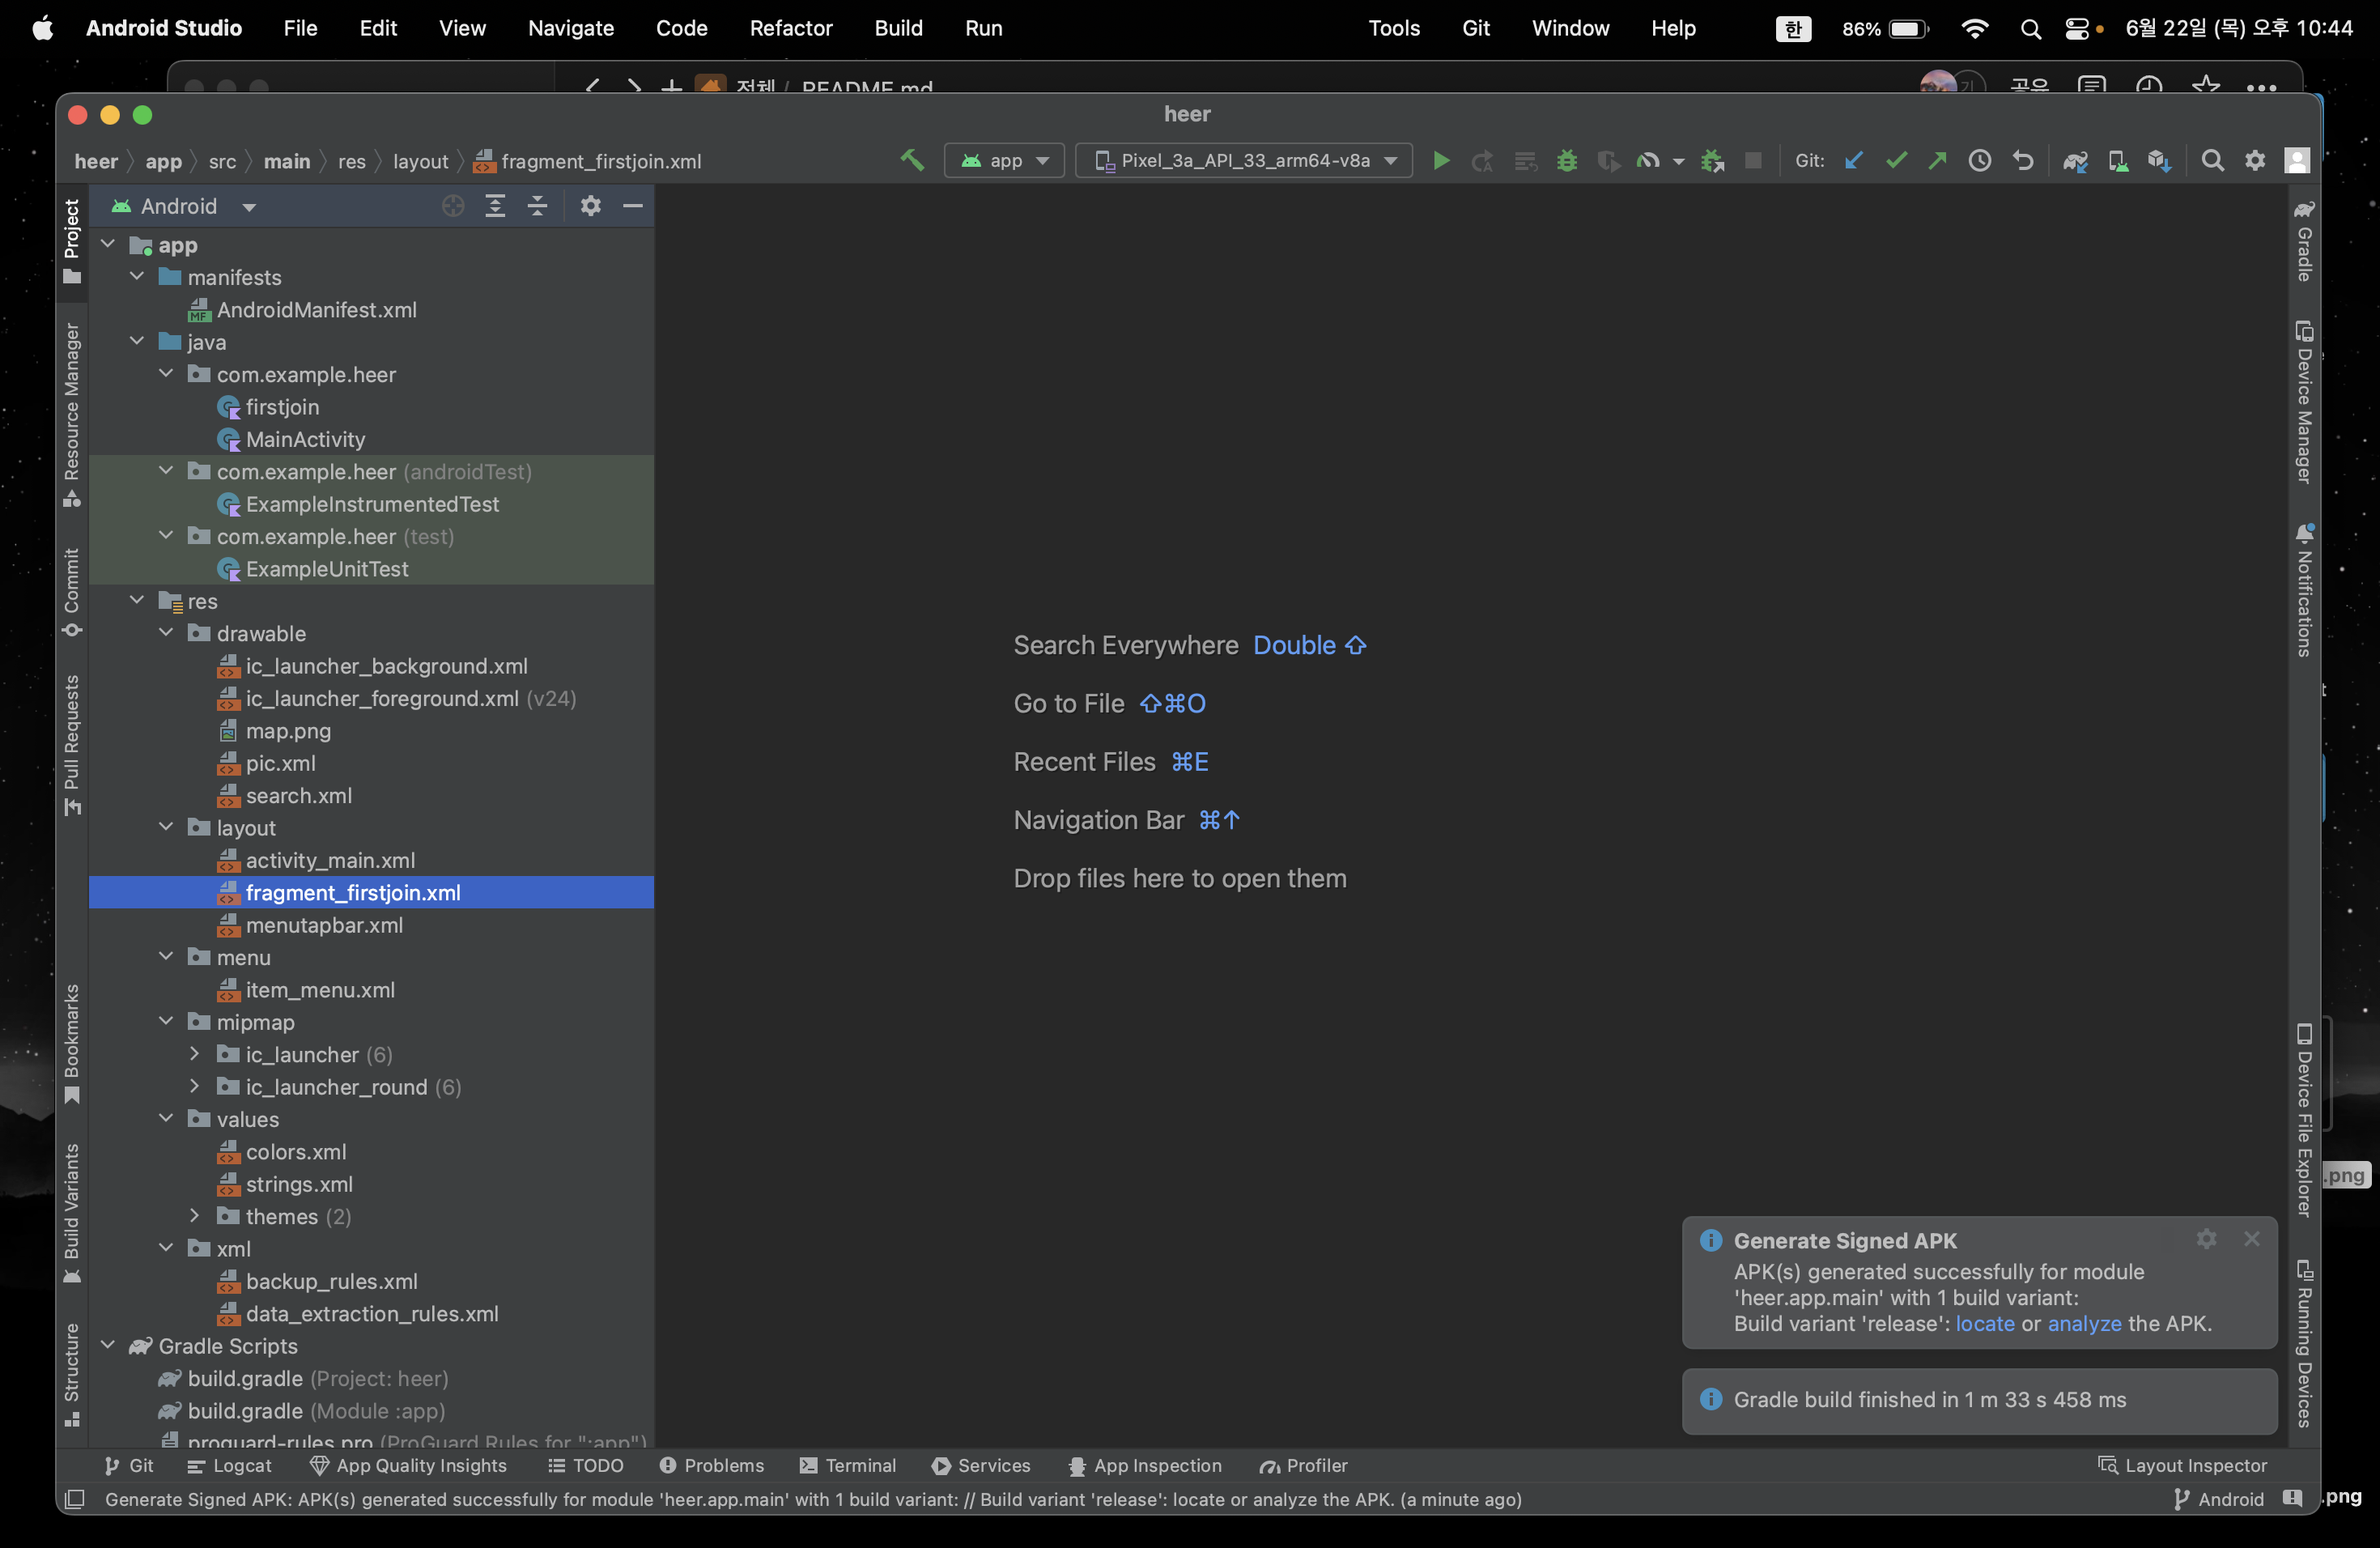 Android Studio File Edit View Navigate Code Refactor Build Run Tools Git Window Help 한 86% 6월 22일 (목) 오후 10:44
전체 / README.md 공유
heer
heer app src main res layout fragment_firstjoin.xml app Pixel_3a_API_33_arm64-v8a Git:
Project
Resource Manager
Commit
Pull Requests
Bookmarks
Build Variants
Structure
Android
app
manifests
AndroidManifest.xml
java
com.example.heer
firstjoin
MainActivity
com.example.heer (androidTest)
ExampleInstrumentedTest
com.example.heer (test)
ExampleUnitTest
res
drawable
ic_launcher_background.xml
ic_launcher_foreground.xml (v24)
map.png
pic.xml
search.xml
layout
activity_main.xml
fragment_firstjoin.xml
menutapbar.xml
menu
item_menu.xml
mipmap
ic_launcher (6)
ic_launcher_round (6)
values
colors.xml
strings.xml
themes (2)
xml
backup_rules.xml
data_extraction_rules.xml
Gradle Scripts
build.gradle (Project: heer)
build.gradle (Module :app)
proguard-rules.pro (ProGuard Rules for ":app")
Search Everywhere Double ⇧
Go to File ⇧⌘O
Recent Files ⌘E
Navigation Bar ⌘↑
Drop files here to open them
Generate Signed APK
APK(s) generated successfully for module
'heer.app.main' with 1 build variant:
Build variant 'release': locate or analyze the APK.
Gradle build finished in 1 m 33 s 458 ms
Gradle
Device Manager
Notifications
Device File Explorer
Running Devices
.png
Git Logcat App Quality Insights TODO Problems Terminal Services App Inspection Profiler Layout Inspector
Generate Signed APK: APK(s) generated successfully for module 'heer.app.main' with 1 build variant: // Build variant 'release': locate or analyze the APK. (a minute ago) Android
.png